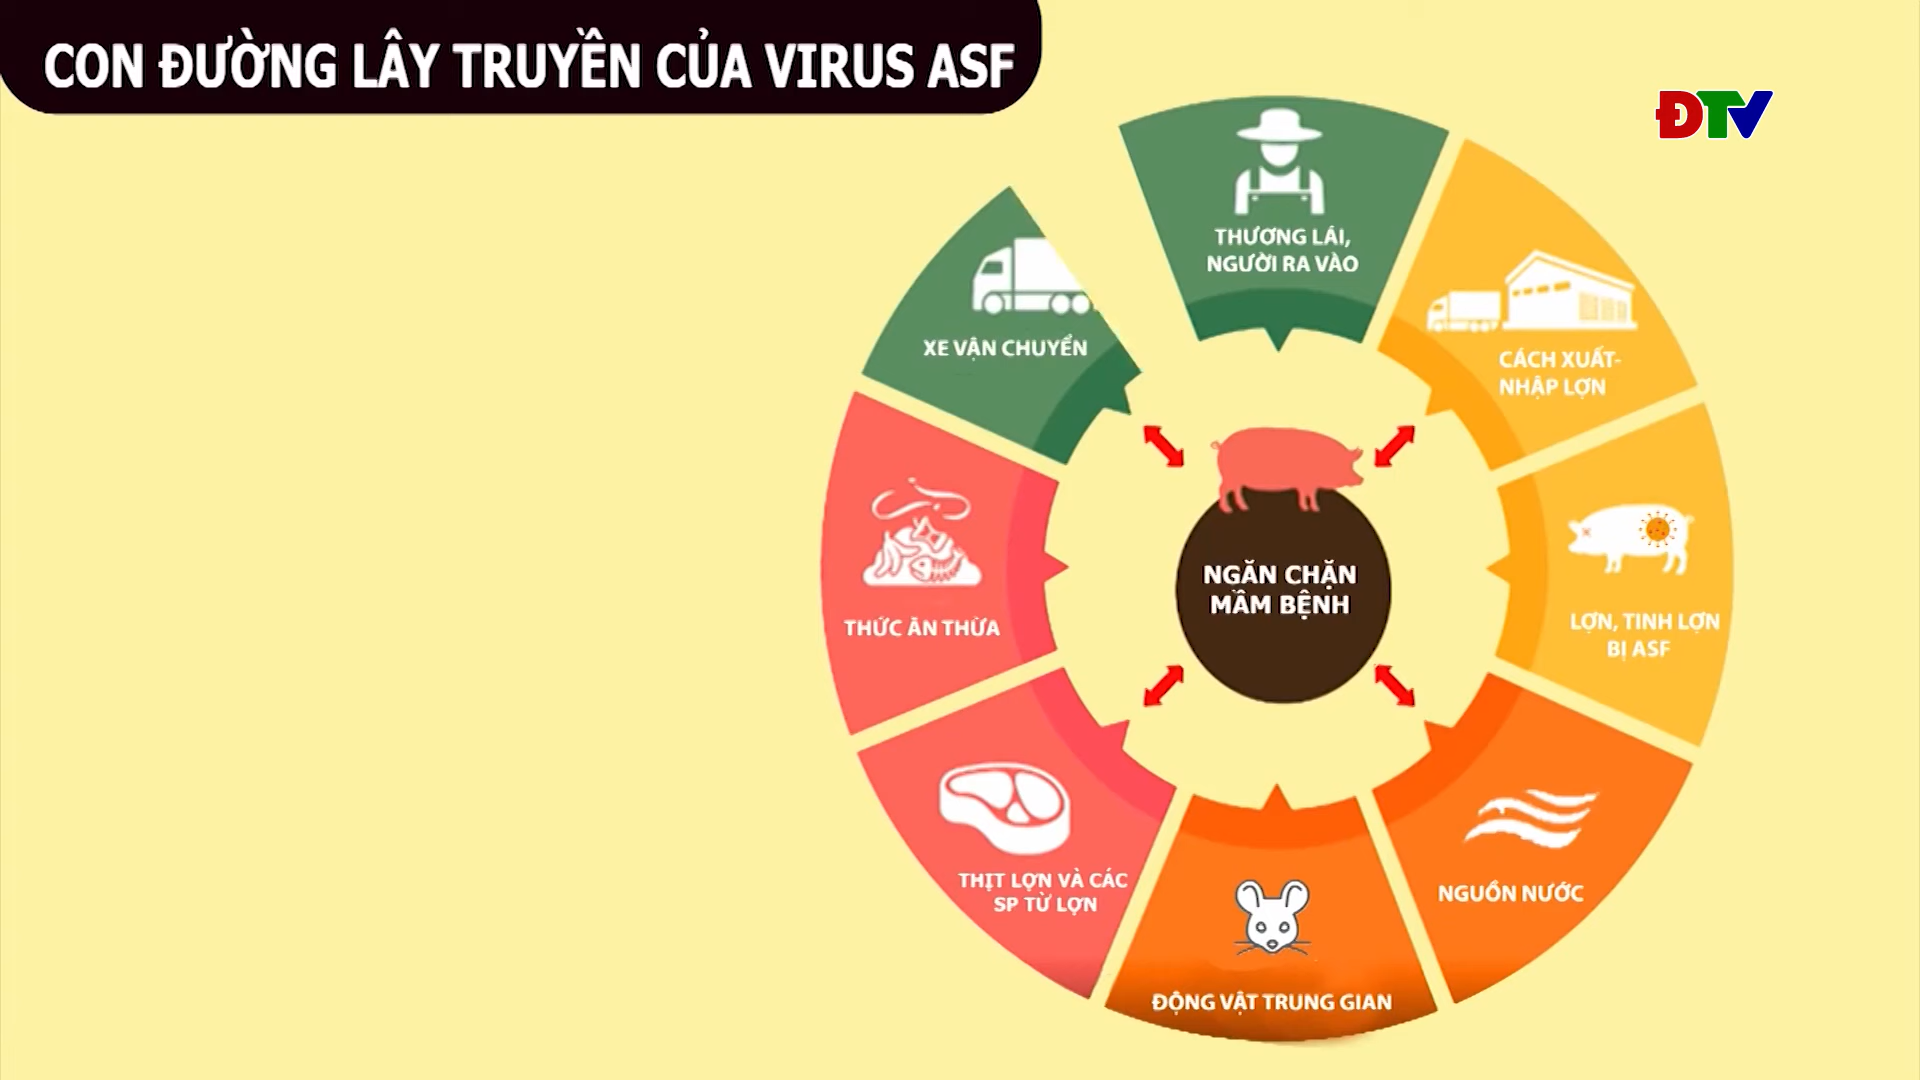 CON ĐƯỜNG LÂY TRUYỀN CỦA VIRUS ASF
ĐTV
THƯƠNG LÁI,
NGƯỜI RA VÀO
CÁCH XUẤT-
NHẬP LỢN
LỢN, TINH LỢN
BỊ ASF
NGUỒN NƯỚC
ĐỘNG VẬT TRUNG GIAN
THỊT LỢN VÀ CÁC
SP TỪ LỢN
THỨC ĂN THỪA
XE VẬN CHUYỂN
NGĂN CHẶN
MẦM BỆNH